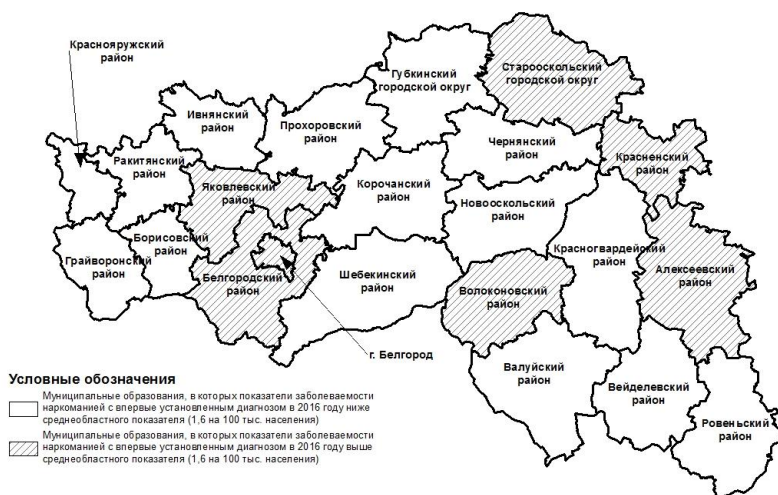 Краснояружский
район
Старооскольский
городской округ
Губкинский
городской округ
Ивнянский
район
Прохоровский
район
Чернянский
район
Красненский
район
Ракитянский
район
Яковлевский
район
Корочанский
район
Новооскольский
район
Борисовский
район
Грайворонский
район
Красногвардейский
район
Алексеевский
район
Белгородский
район
Шебекинский
район
Волоконовский
район
г. Белгород
Валуйский
район
Вейделевский
район
Ровеньский
район
Условные обозначения
Муниципальные образования, в которых показатели заболеваемости
наркоманией с впервые установленным диагнозом в 2016 году ниже
среднеобластного показателя (1,6 на 100 тыс. населения)
Муниципальные образования, в которых показатели заболеваемости
наркоманией с впервые установленным диагнозом в 2016 году выше
среднеобластного показателя (1,6 на 100 тыс. населения)